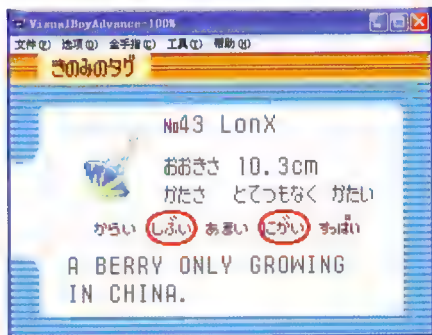 VisualBoyAdvance-100%
文件(F) 选项(O) 金手指(C) 工具(T) 帮助(H)
きのみのタグ
№43 LonX
おおきさ 10.3cm
かたさ とてつもなく かたい
からい しぶい あまい にがい すっぱい
A BERRY ONLY GROWING
IN CHINA.